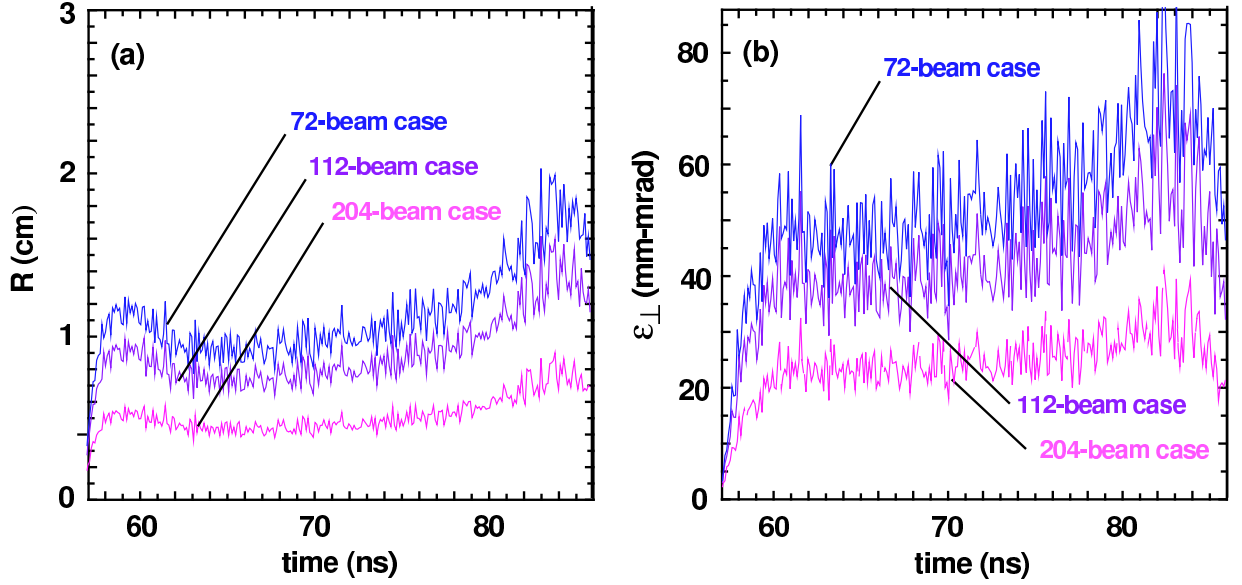 (a)
R (cm)
3
2
1
0
72-beam case
112-beam case
204-beam case
60
70
80
time (ns)
(b)
ε⊥ (mm-mrad)
80
60
40
20
0
72-beam case
112-beam case
204-beam case
60
70
80
time (ns)